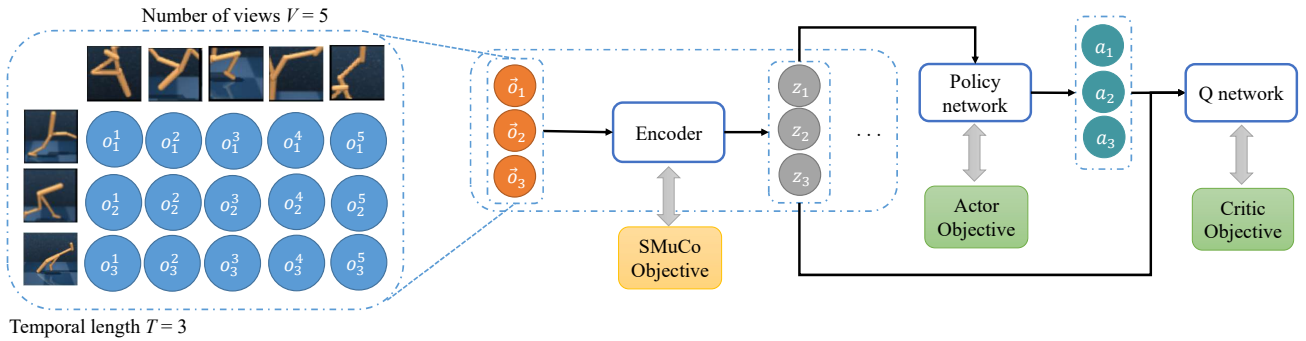 Number of views V = 5
o₁¹ o₁² o₁³ o₁⁴ o₁⁵
o₂¹ o₂² o₂³ o₂⁴ o₂⁵
o₃¹ o₃² o₃³ o₃⁴ o₃⁵
Temporal length T = 3
o⃗₁
o⃗₂
o⃗₃
Encoder
SMuCo
Objective
z₁
z₂
z₃
. . .
Policy
network
Actor
Objective
a₁
a₂
a₃
Q network
Critic
Objective